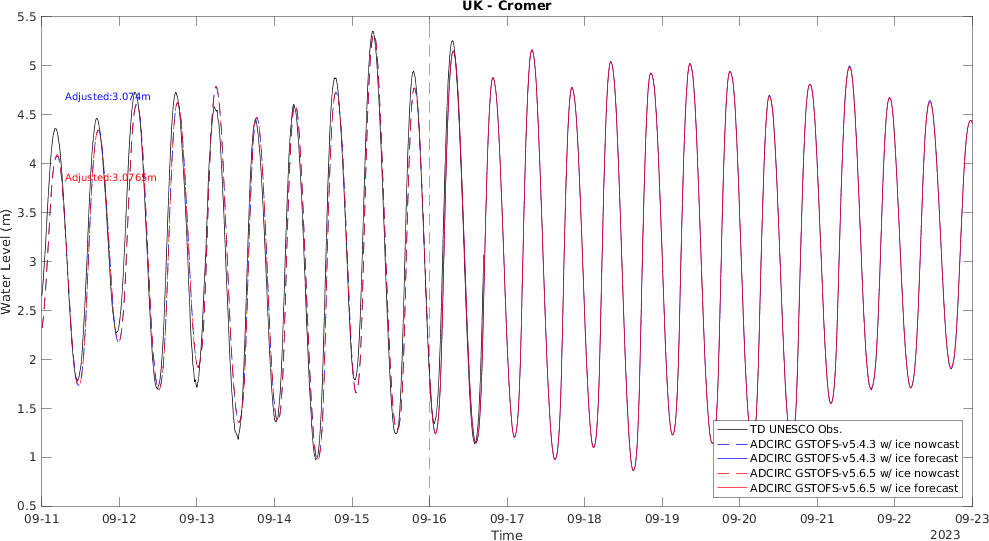 UK - Cromer
5.5
5
4.5
4
3.5
3
2.5
2
1.5
1
0.5
Water Level (m)
Adjusted:3.074m
Adjusted:3.0765m
TD UNESCO Obs.
ADCIRC GSTOFS-v5.4.3 w/ ice nowcast
ADCIRC GSTOFS-v5.4.3 w/ ice forecast
ADCIRC GSTOFS-v5.6.5 w/ ice nowcast
ADCIRC GSTOFS-v5.6.5 w/ ice forecast
09-11 09-12 09-13 09-14 09-15 09-16 09-17 09-18 09-19 09-20 09-21 09-22 09-23
Time
2023